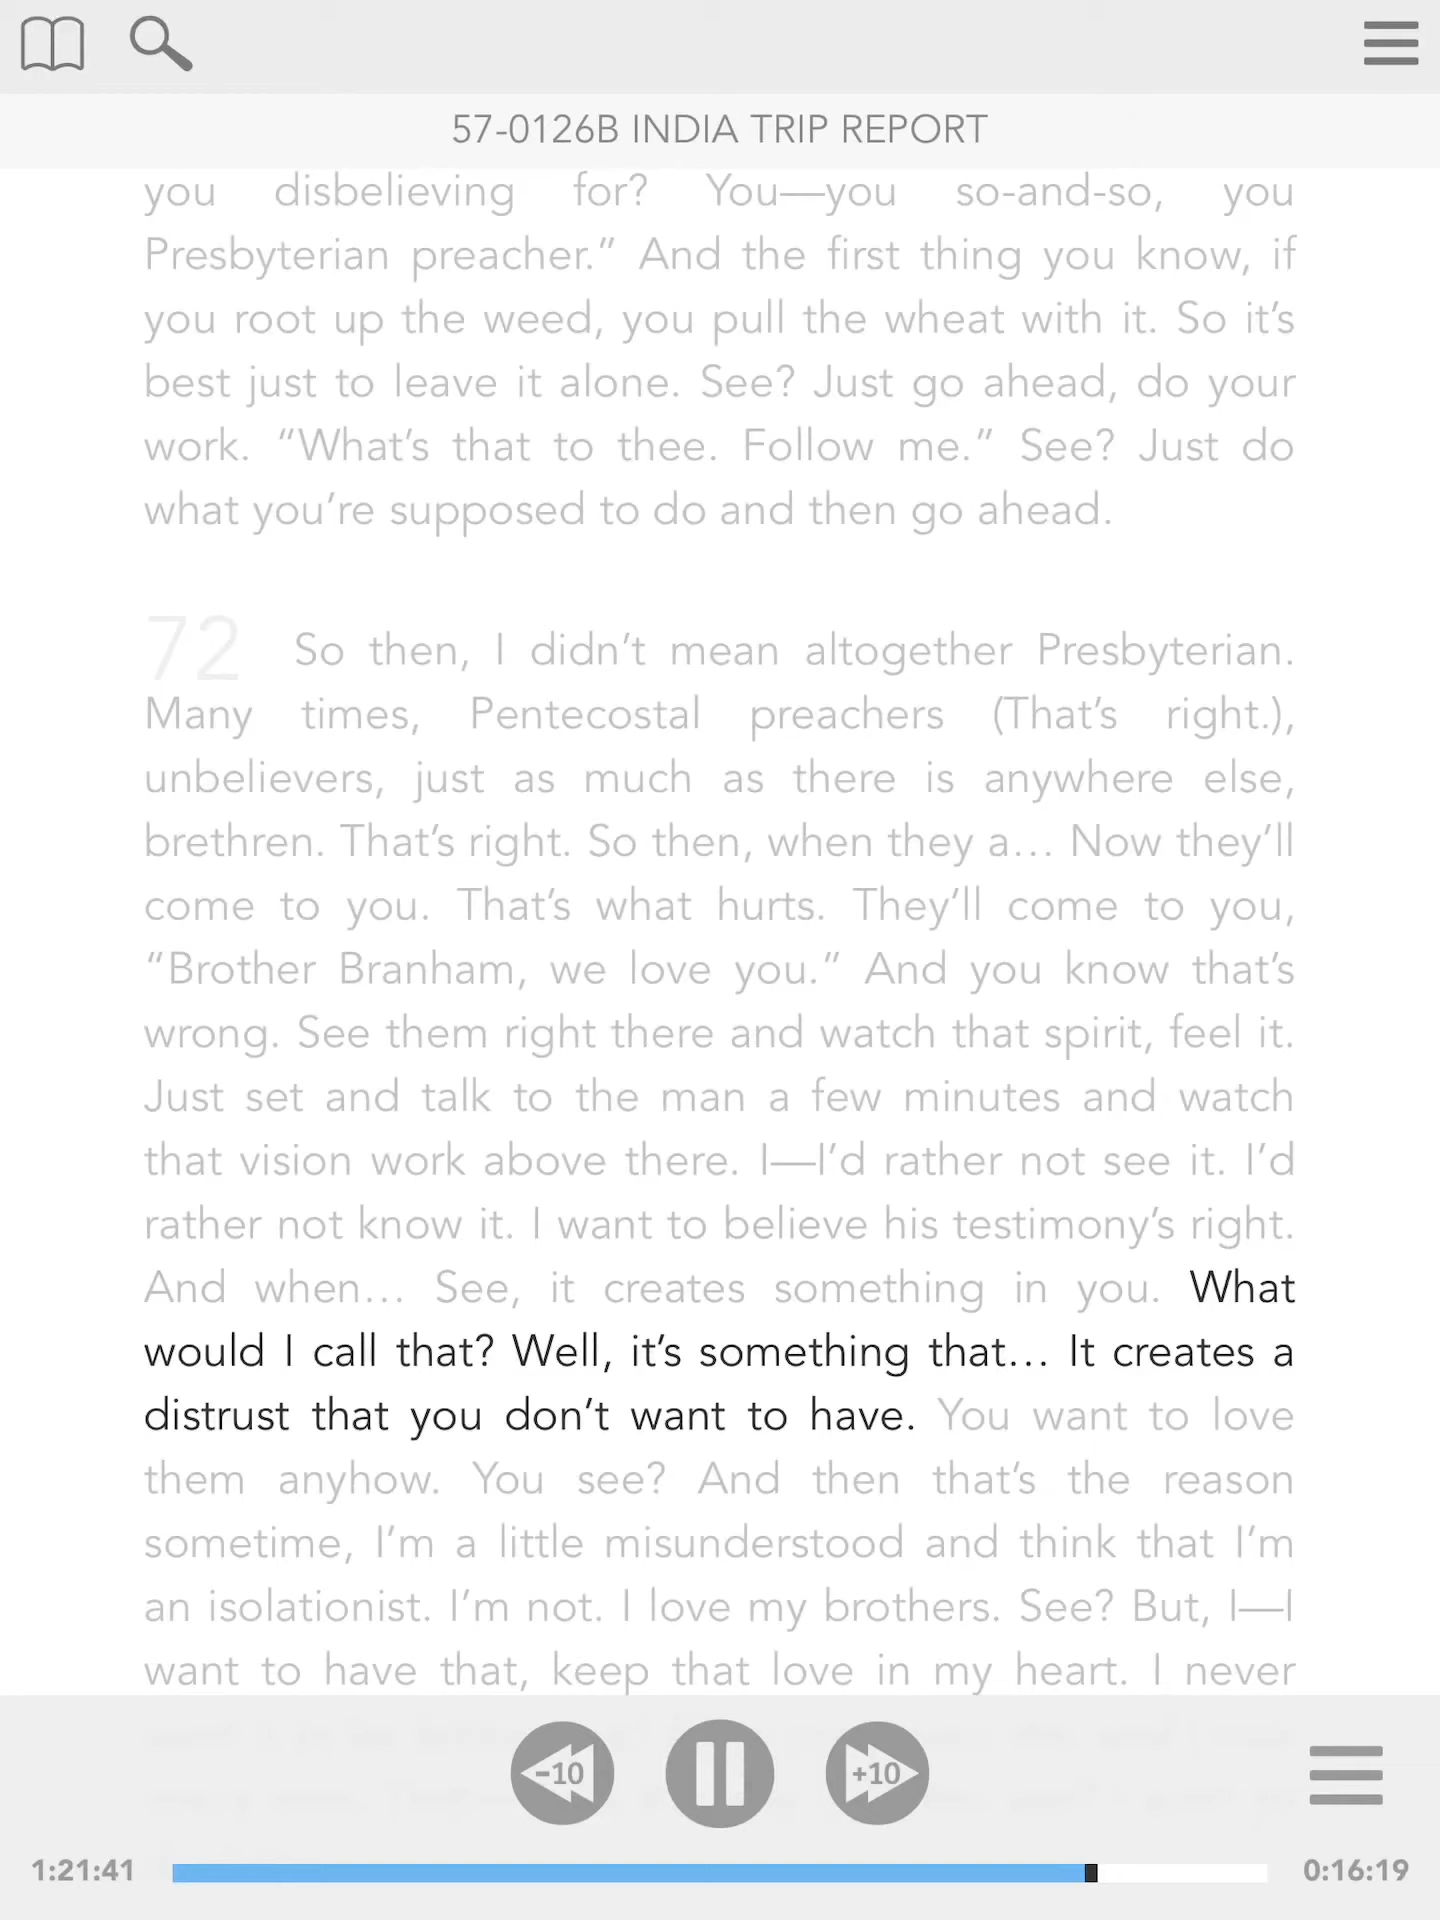 57-0126B INDIA TRIP REPORT
you disbelieving for? You—you so-and-so, you
Presbyterian preacher.” And the first thing you know, if
you root up the weed, you pull the wheat with it. So it’s
best just to leave it alone. See? Just go ahead, do your
work. “What’s that to thee. Follow me.” See? Just do
what you’re supposed to do and then go ahead.
72 So then, I didn’t mean altogether Presbyterian.
Many times, Pentecostal preachers (That’s right.),
unbelievers, just as much as there is anywhere else,
brethren. That’s right. So then, when they a… Now they’ll
come to you. That’s what hurts. They’ll come to you,
“Brother Branham, we love you.” And you know that’s
wrong. See them right there and watch that spirit, feel it.
Just set and talk to the man a few minutes and watch
that vision work above there. I—I’d rather not see it. I’d
rather not know it. I want to believe his testimony’s right.
And when… See, it creates something in you. What
would I call that? Well, it’s something that… It creates a
distrust that you don’t want to have. You want to love
them anyhow. You see? And then that’s the reason
sometime, I’m a little misunderstood and think that I’m
an isolationist. I’m not. I love my brothers. See? But, I—I
want to have that, keep that love in my heart. I never
-10 +10
1:21:41 0:16:19